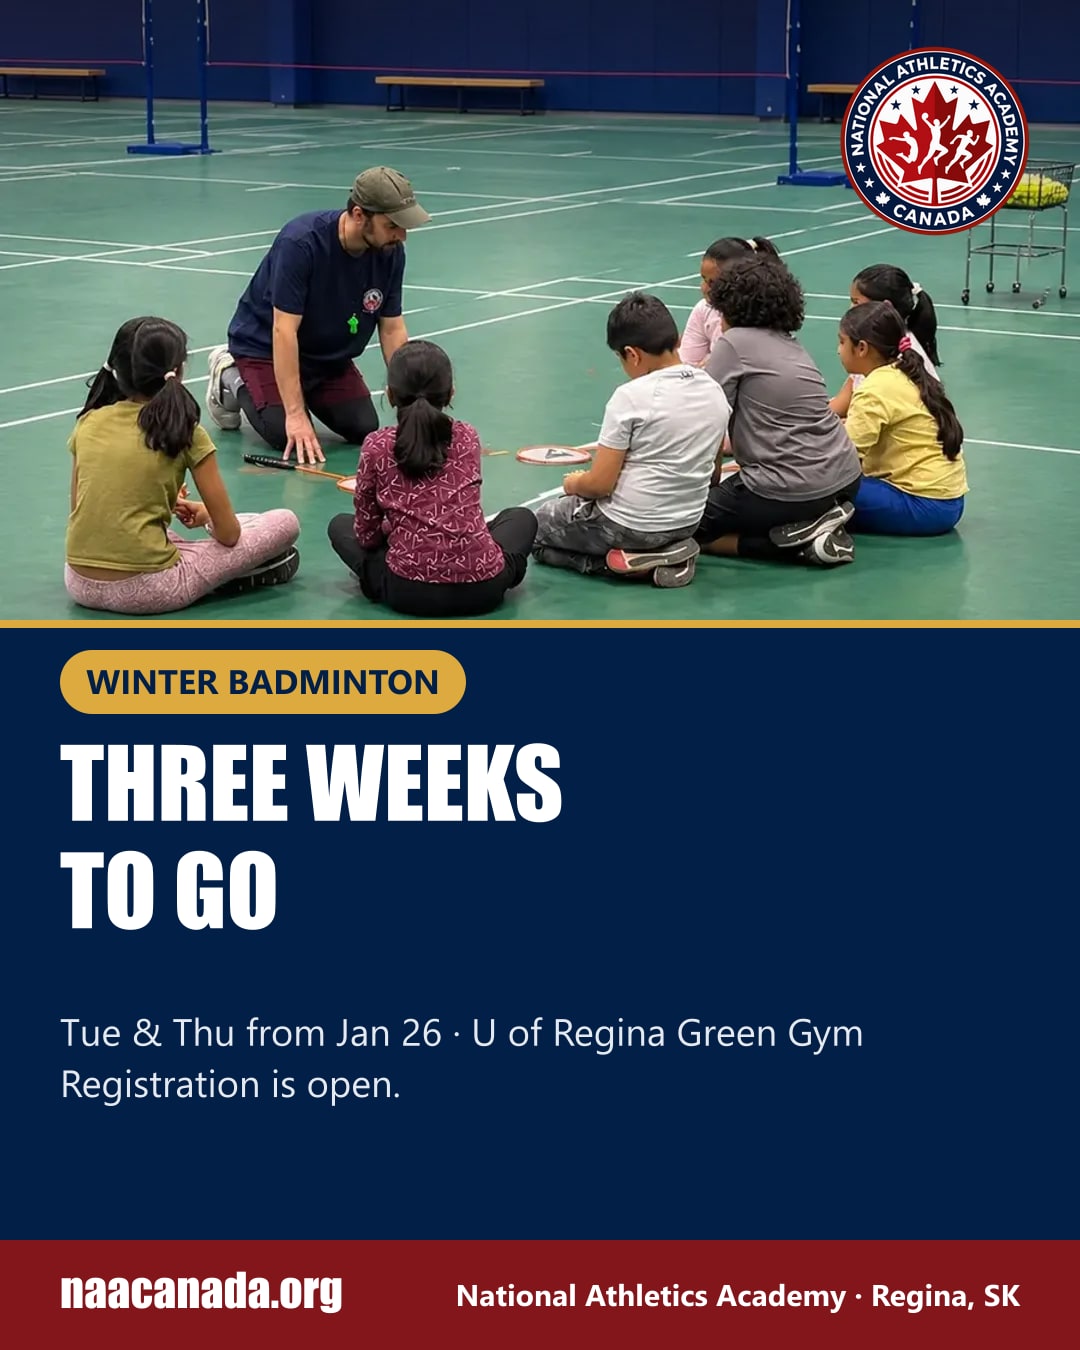 NATIONAL ATHLETICS ACADEMY
CANADA
WINTER BADMINTON
THREE WEEKS
TO GO
Tue & Thu from Jan 26 · U of Regina Green Gym
Registration is open.
naacanada.org
National Athletics Academy · Regina, SK